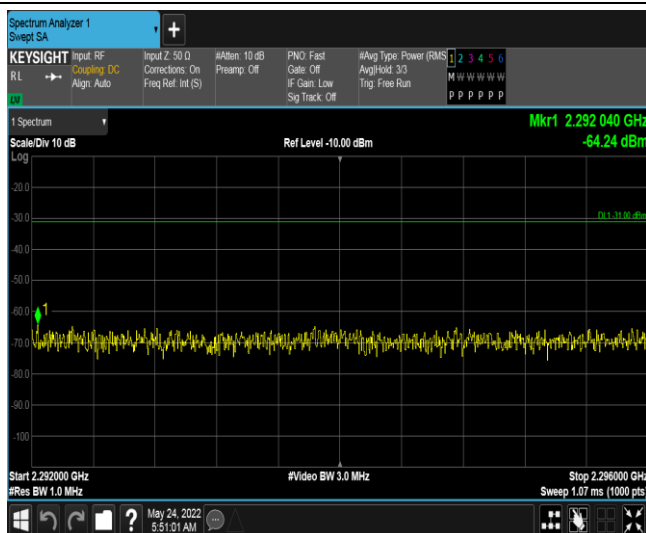 Spectrum Analyzer 1
Swept SA
+
KEYSIGHT
RL
Input: RF
Coupling: DC
Align: Auto
Input Z: 50 Ω
Corrections: On
Freq Ref: Int (S)
#Atten: 10 dB
Preamp: Off
PNO: Fast
Gate: Off
IF Gain: Low
Sig Track: Off
#Avg Type: Power (RMS
Avg|Hold: 3/3
Trig: Free Run
1 2 3 4 5 6
M W W W W W
P P P P P P
1 Spectrum
Scale/Div 10 dB
Ref Level -10.00 dBm
Mkr1 2.292 040 GHz
-64.24 dBm
Log
-20.0
-30.0
DL1 -31.00 dBm
-40.0
-50.0
-60.0
1
-70.0
-80.0
-90.0
-100
Start 2.292000 GHz
#Res BW 1.0 MHz
#Video BW 3.0 MHz
Stop 2.296000 GHz
Sweep 1.07 ms (1000 pts)
?
May 24, 2022
5:51:01 AM